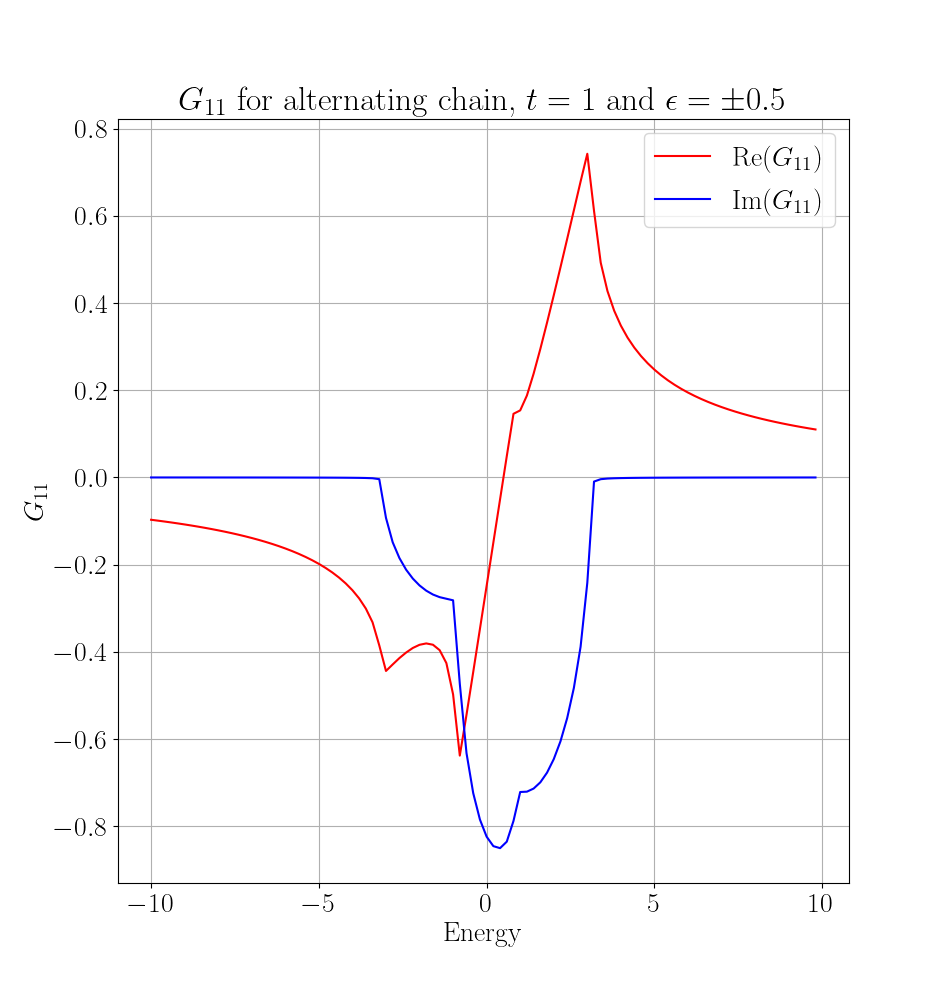 G₁₁ for alternating chain, t = 1 and ϵ = ±0.5
Re(G₁₁)
Im(G₁₁)
0.8
0.6
0.4
0.2
0.0
−0.2
−0.4
−0.6
−0.8
G₁₁
−10
−5
0
5
10
Energy